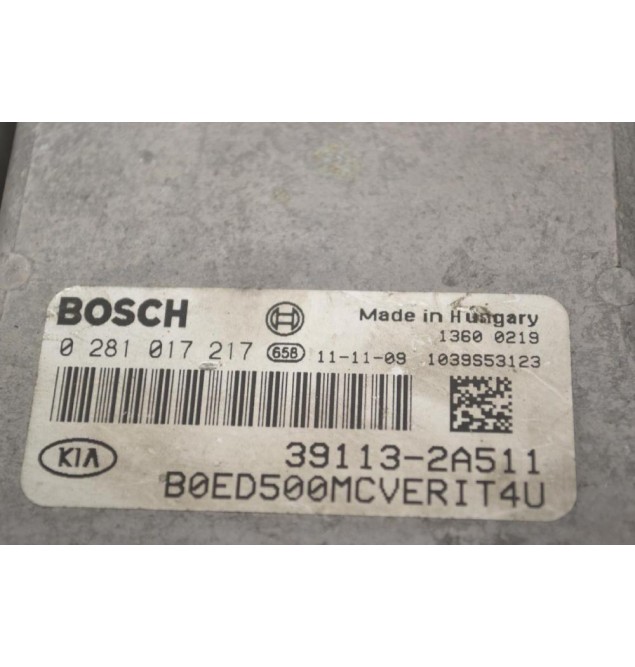 BOSCH Made in Hungary
1360 0219
0 281 017 217 658 11-11-09 1039S53123
KIA 39113-2A511
B0ED500MCVERIT4U